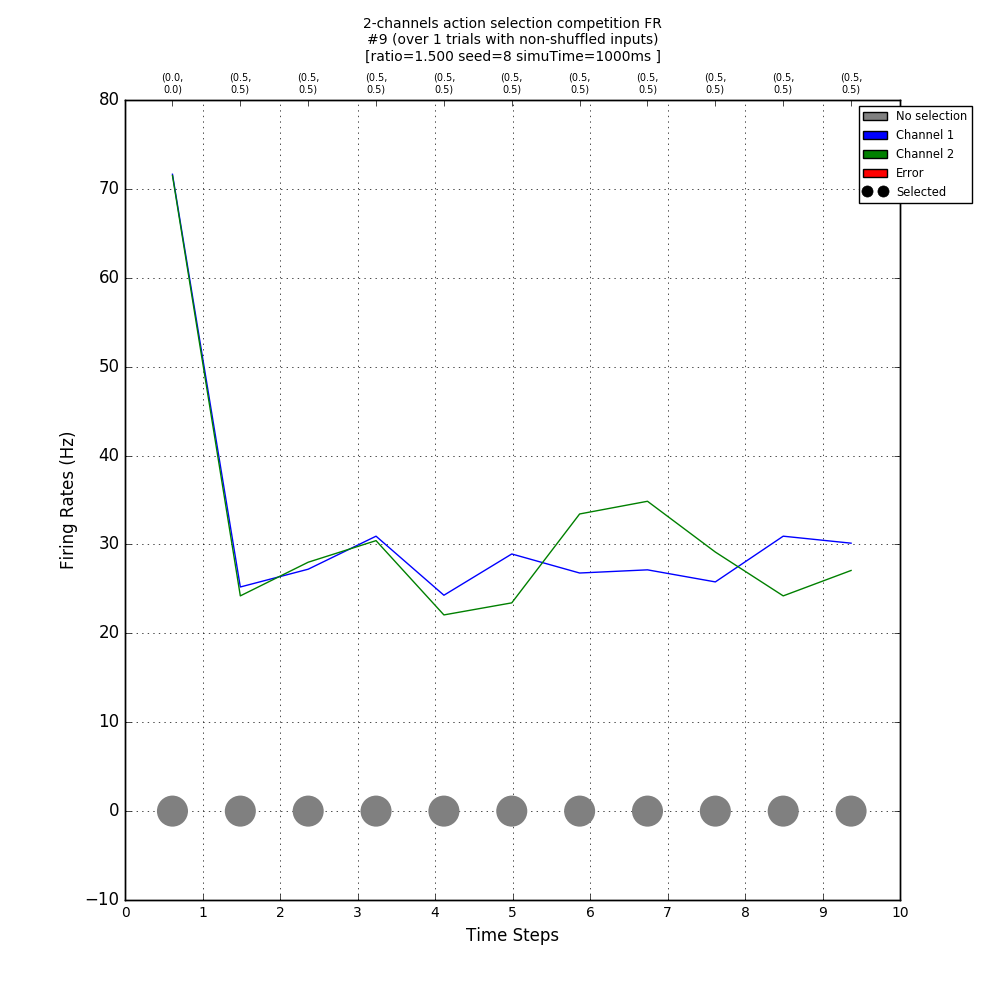 2-channels action selection competition FR
#9 (over 1 trials with non-shuffled inputs)
[ratio=1.500 seed=8 simuTime=1000ms ]
(0.0, (0.5, (0.5, (0.5, (0.5, (0.5, (0.5, (0.5, (0.5, (0.5, (0.5,
0.0) 0.5) 0.5) 0.5) 0.5) 0.5) 0.5) 0.5) 0.5) 0.5) 0.5)
No selection
Channel 1
Channel 2
Error
Selected
80
70
60
50
40
30
20
10
0
−10
Firing Rates (Hz)
0 1 2 3 4 5 6 7 8 9 10
Time Steps